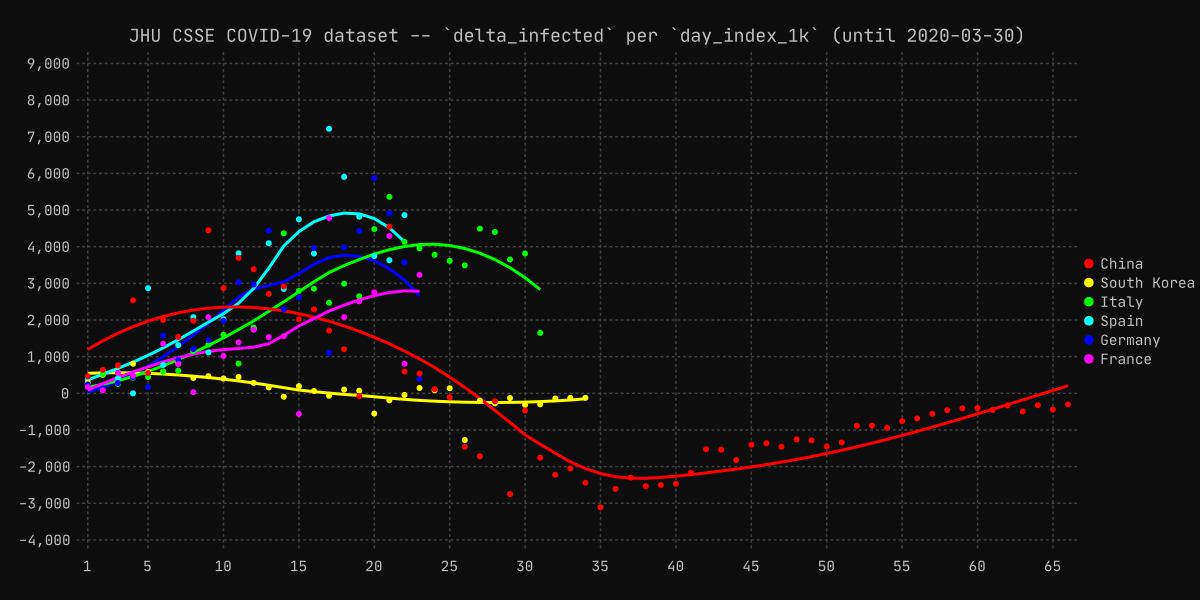 JHU CSSE COVID-19 dataset -- `delta_infected` per `day_index_1k` (until 2020-03-30)
9,000
8,000
7,000
6,000
5,000
4,000
3,000
2,000
1,000
0
-1,000
-2,000
-3,000
-4,000
1 5 10 15 20 25 30 35 40 45 50 55 60 65
China
South Korea
Italy
Spain
Germany
France